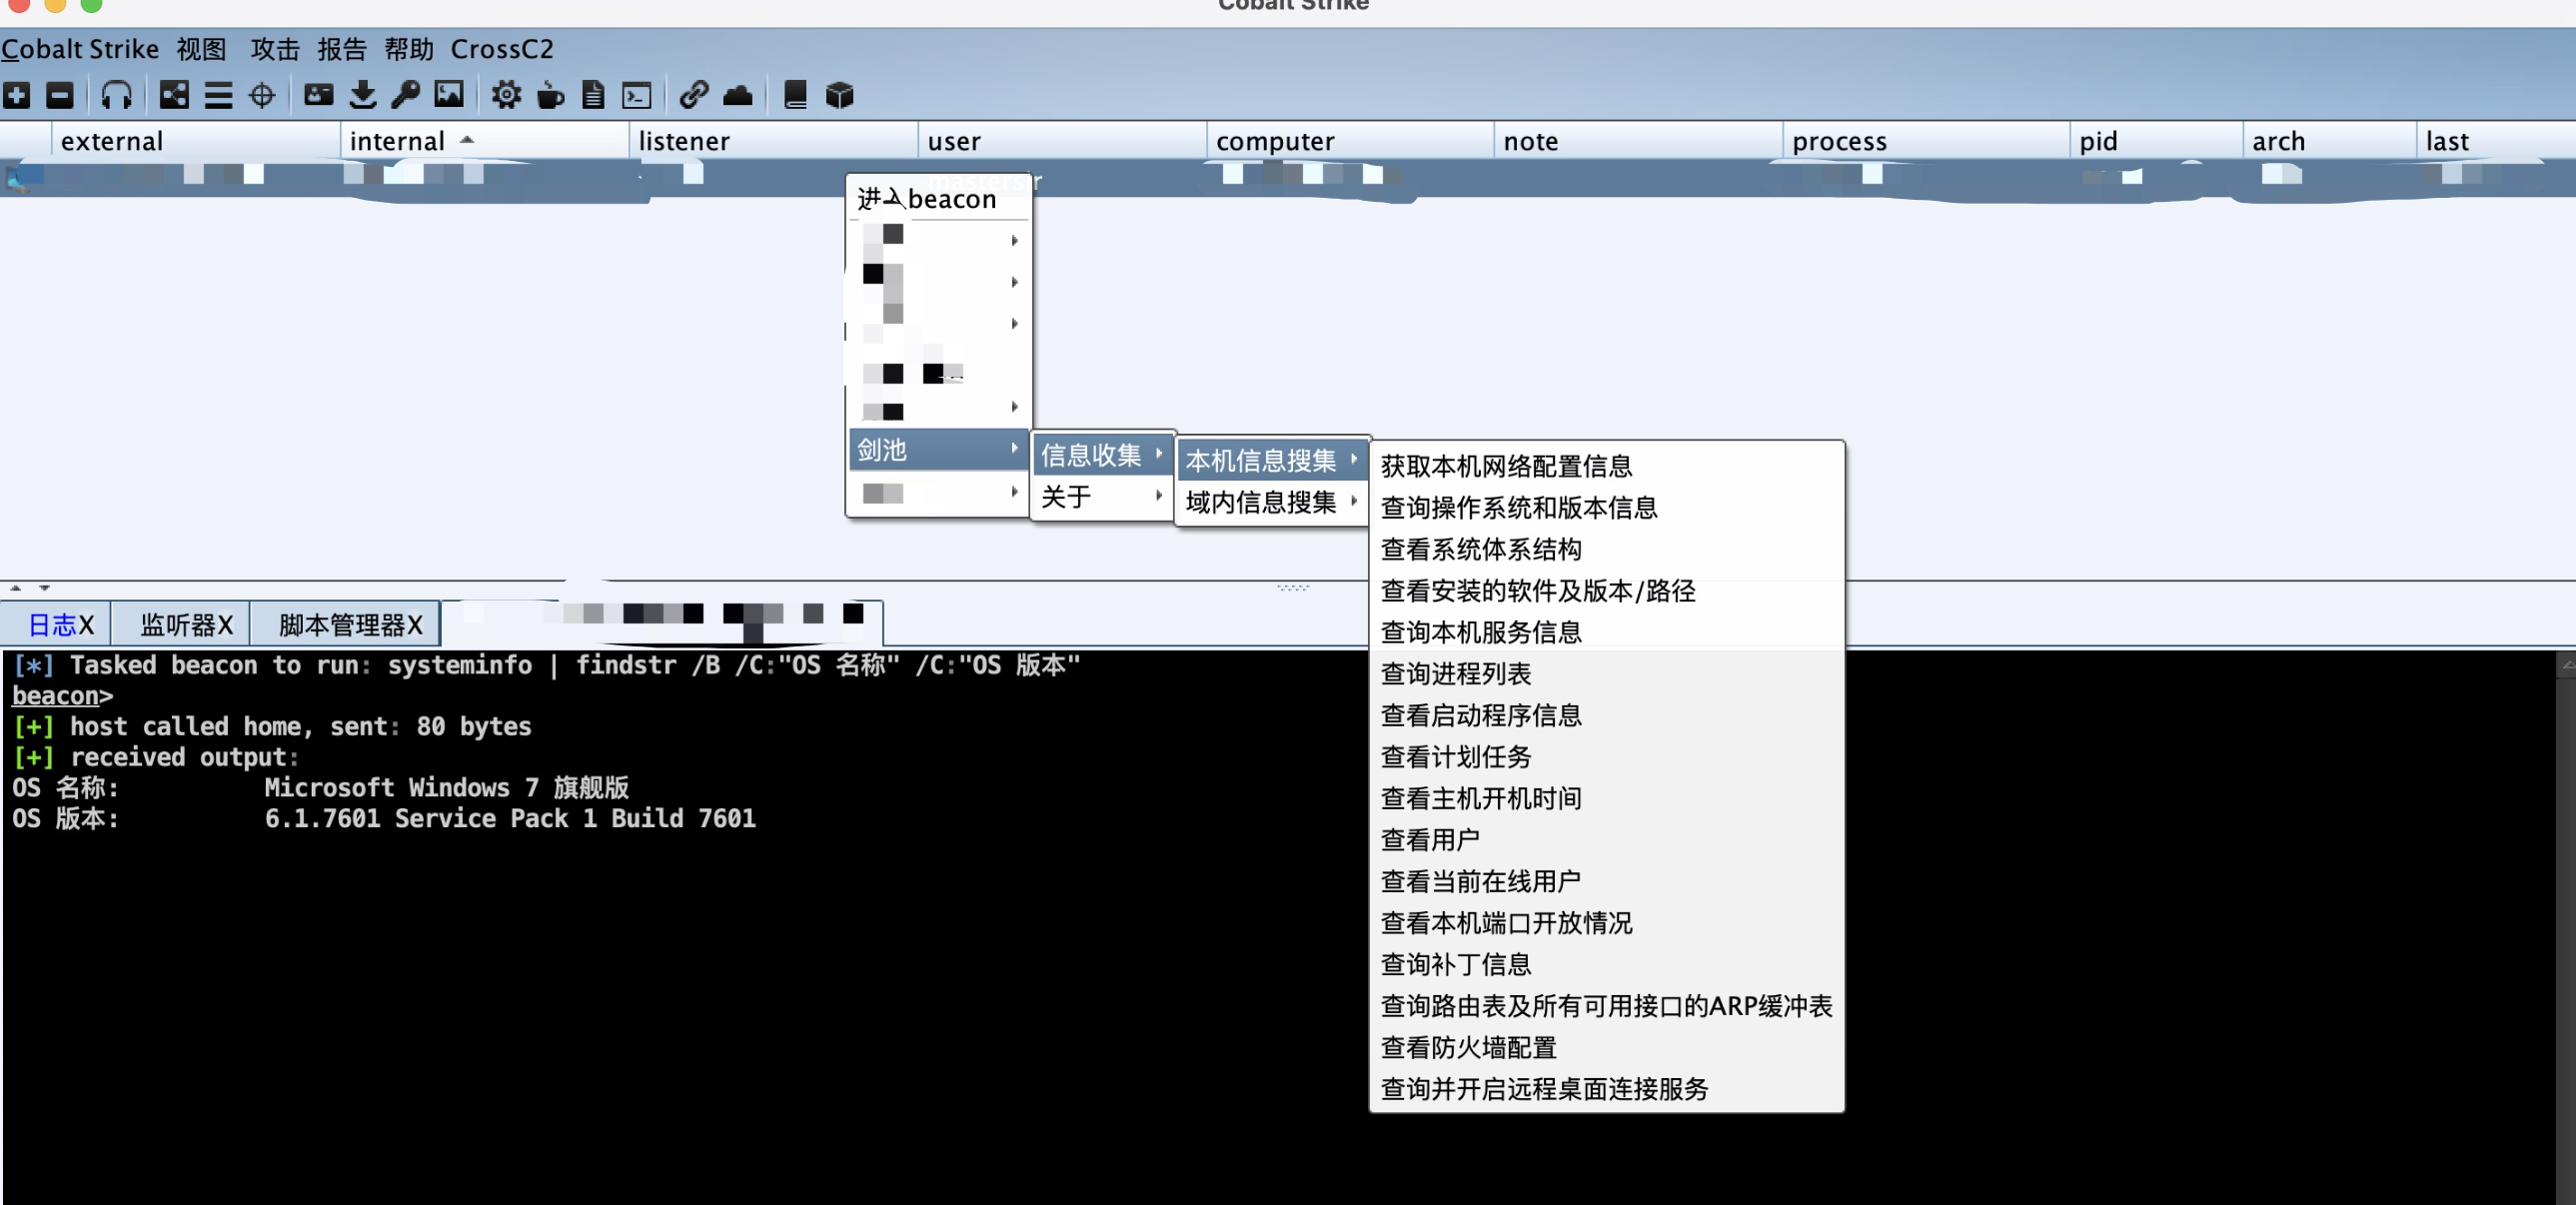 Cobalt Strike
Cobalt Strike 视图 攻击 报告 帮助 CrossC2
external internal listener user computer note process pid arch last
进入beacon
剑池
信息收集
关于
本机信息搜集
域内信息搜集
获取本机网络配置信息
查询操作系统和版本信息
查看系统体系结构
查看安装的软件及版本/路径
查询本机服务信息
查询进程列表
查看启动程序信息
查看计划任务
查看主机开机时间
查看用户
查看当前在线用户
查看本机端口开放情况
查询补丁信息
查询路由表及所有可用接口的ARP缓冲表
查看防火墙配置
查询并开启远程桌面连接服务
日志X 监听器X 脚本管理器X
[*] Tasked beacon to run: systeminfo | findstr /B /C:"OS 名称" /C:"OS 版本"
beacon>
[+] host called home, sent: 80 bytes
[+] received output:
OS 名称: Microsoft Windows 7 旗舰版
OS 版本: 6.1.7601 Service Pack 1 Build 7601